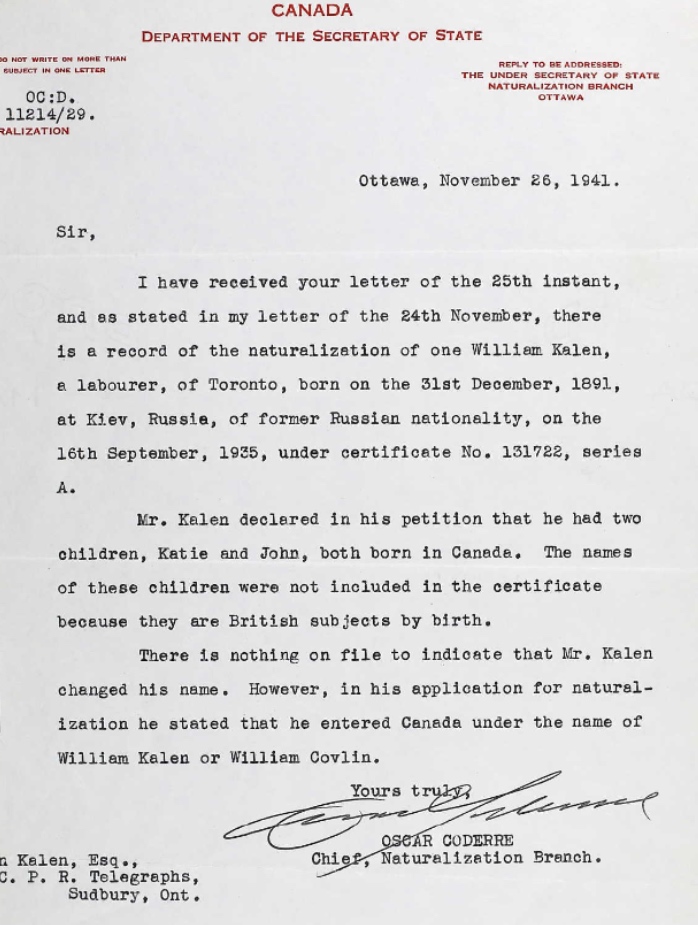 CANADA
DEPARTMENT OF THE SECRETARY OF STATE
NOT WRITE ON MORE THAN
SUBJECT IN ONE LETTER
REPLY TO BE ADDRESSED:
THE UNDER SECRETARY OF STATE
NATURALIZATION BRANCH
OTTAWA
OC:D.
11214/29.
RALIZATION
Ottawa, November 26, 1941.
Sir,
I have received your letter of the 25th instant,
and as stated in my letter of the 24th November, there
is a record of the naturalization of one William Kalen,
a labourer, of Toronto, born on the 31st December, 1891,
at Kiev, Russia, of former Russian nationality, on the
16th September, 1935, under certificate No. 131722, series
A.
Mr. Kalen declared in his petition that he had two
children, Katie and John, both born in Canada. The names
of these children were not included in the certificate
because they are British subjects by birth.
There is nothing on file to indicate that Mr. Kalen
changed his name. However, in his application for natural-
ization he stated that he entered Canada under the name of
William Kalen or William Covlin.
Yours truly,
OSCAR CODERRE
Chief, Naturalization Branch.
n Kalen, Esq.,
C. P. R. Telegraphs,
Sudbury, Ont.